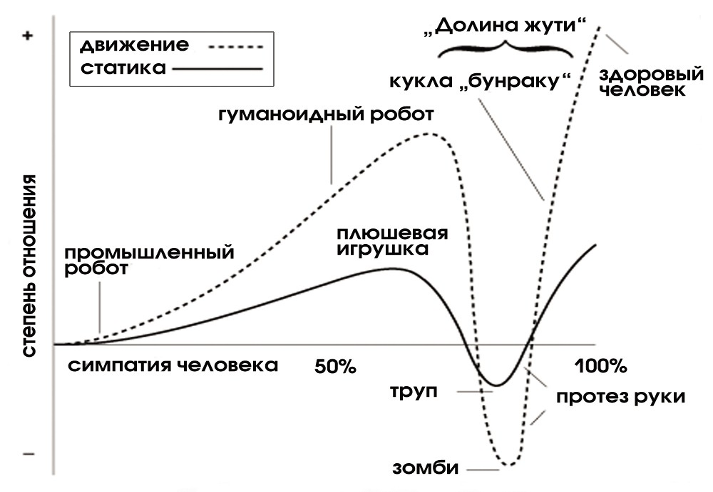 +
„Долина жути“
движение
статика
кукла „бунраку“
здоровый
человек
гуманоидный робот
степень отношения
плюшевая
игрушка
промышленный
робот
симпатия человека
50%
100%
труп
протез руки
–
зомби